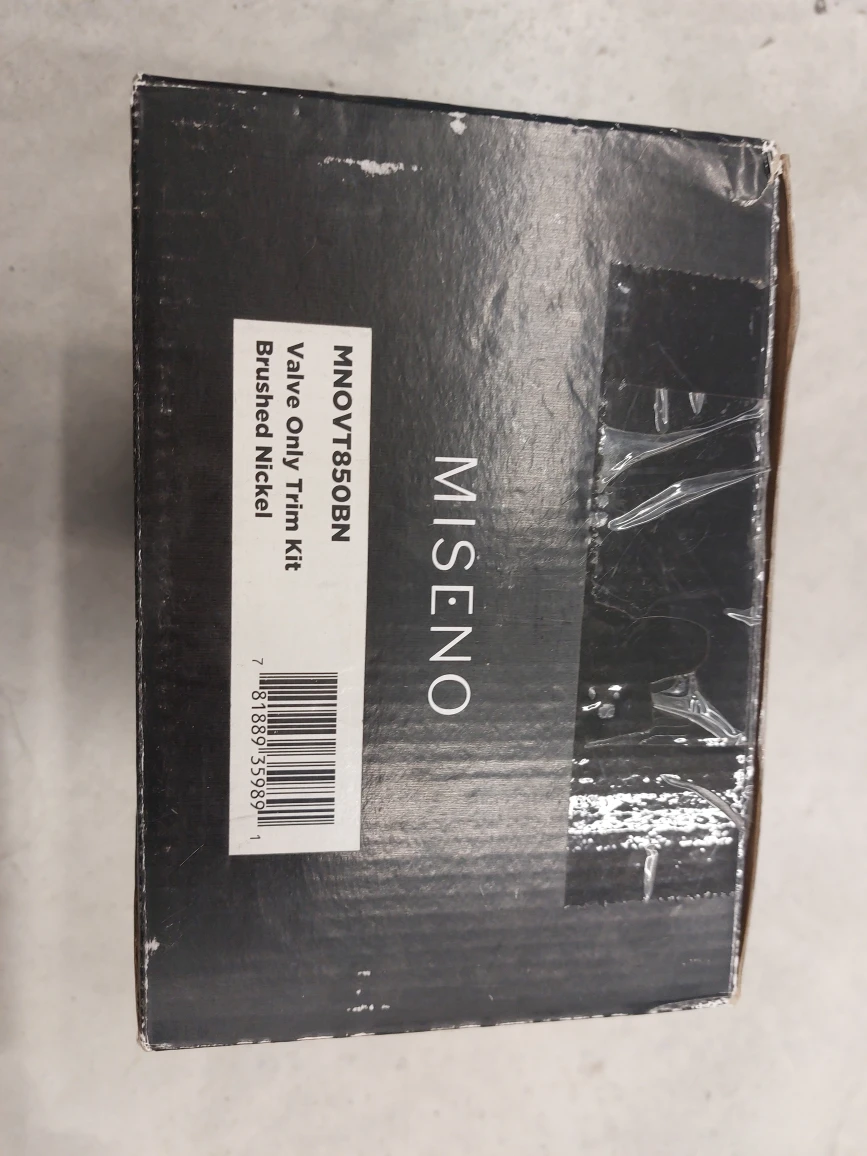 MISENO
MNOVT850BN
Valve Only Trim Kit
Brushed Nickel
7 81889 35989 1